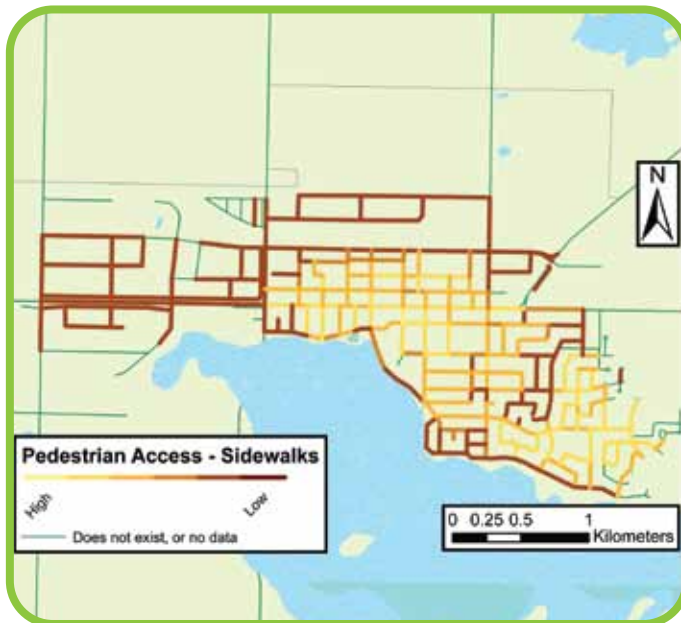 N
Pedestrian Access - Sidewalks
High
Low
Does not exist, or no data
0 0.25 0.5 1
Kilometers